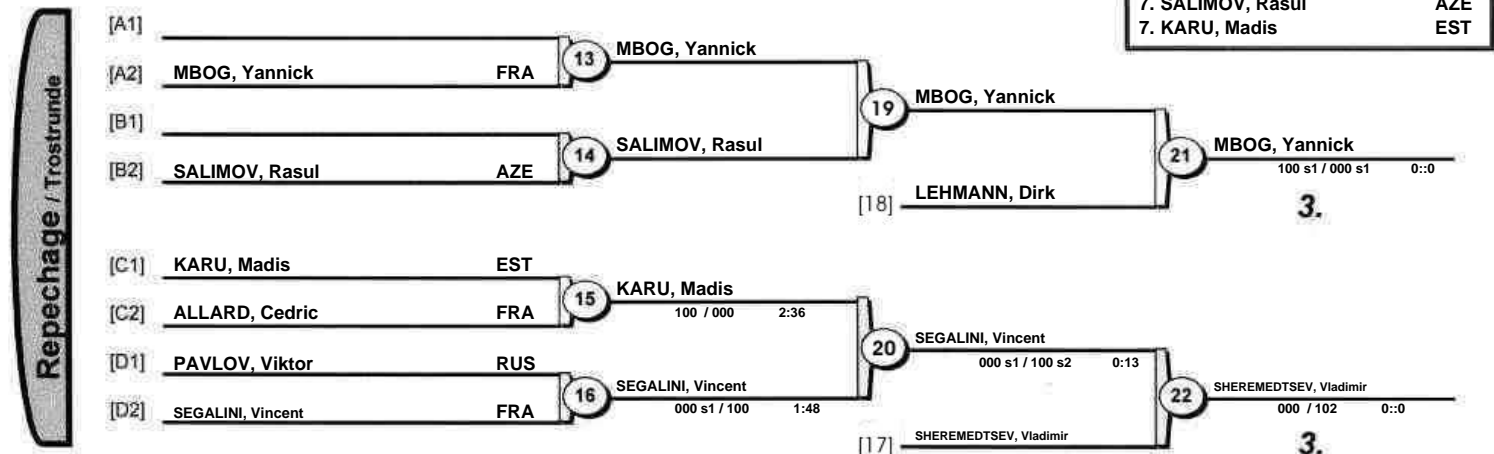 7. SALIMOV, Rasul AZE
7. KARU, Madis EST
Repechage / Trostrunde
[A1]
[A2] MBOG, Yannick FRA
13 MBOG, Yannick
[B1]
[B2] SALIMOV, Rasul AZE
14 SALIMOV, Rasul
19 MBOG, Yannick
[18] LEHMANN, Dirk
21 MBOG, Yannick
100 s1 / 000 s1 0::0
3.
[C1] KARU, Madis EST
[C2] ALLARD, Cedric FRA
15 KARU, Madis
100 / 000 2:36
[D1] PAVLOV, Viktor RUS
[D2] SEGALINI, Vincent FRA
16 SEGALINI, Vincent
000 s1 / 100 1:48
20 SEGALINI, Vincent
000 s1 / 100 s2 0:13
[17] SHEREMEDTSEV, Vladimir
22 SHEREMEDTSEV, Vladimir
000 / 102 0::0
3.